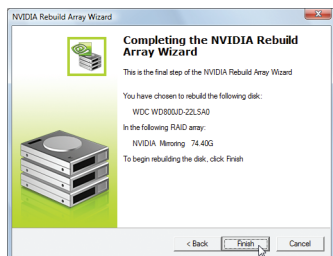 NVIDIA Rebuild Array Wizard
Completing the NVIDIA Rebuild
Array Wizard
This is the final step of the NVIDIA Rebuild Array Wizard
You have chosen to rebuild the following disk:
WDC WD800JD-22LSA0
In the following RAID array:
NVIDIA Mirroring 74.40G
To begin rebuilding the disk, click Finish
< Back Finish Cancel